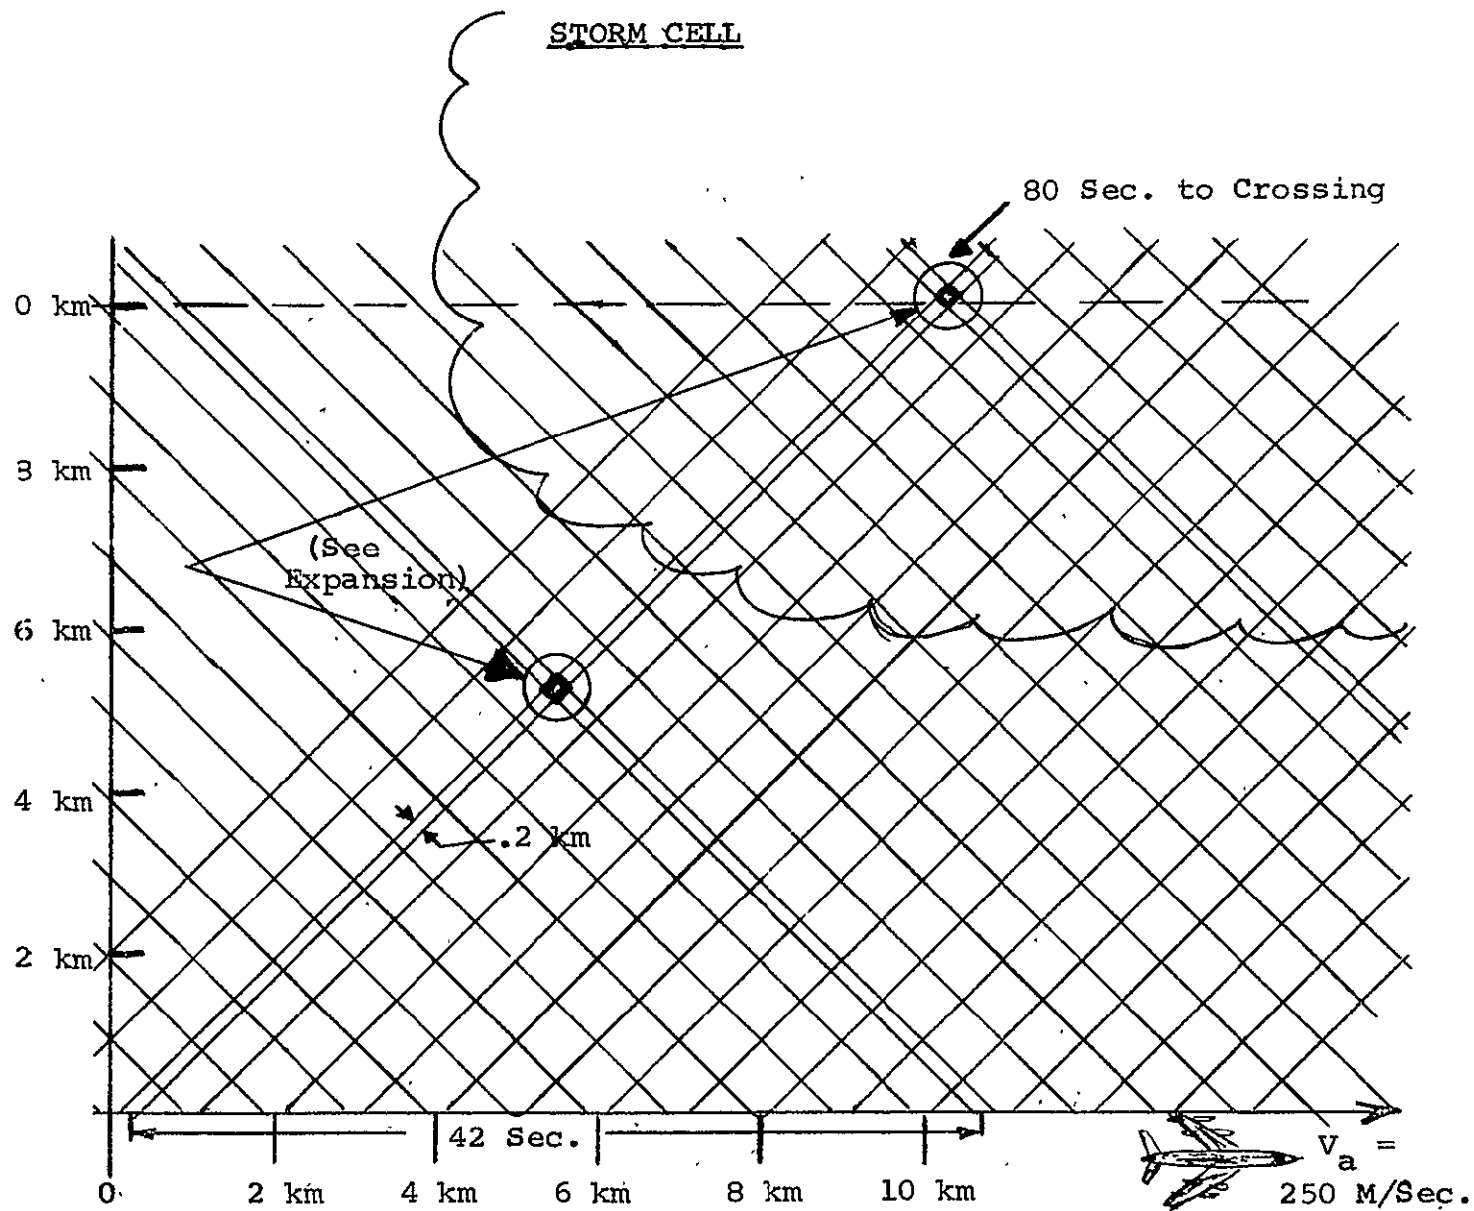 STORM CELL
80 Sec. to Crossing
0 km
8 km
(See
Expansion)
6 km
4 km
.2 km
2 km
42 Sec.
V_a =
250 M/Sec.
0
2 km
4 km
6 km
8 km
10 km